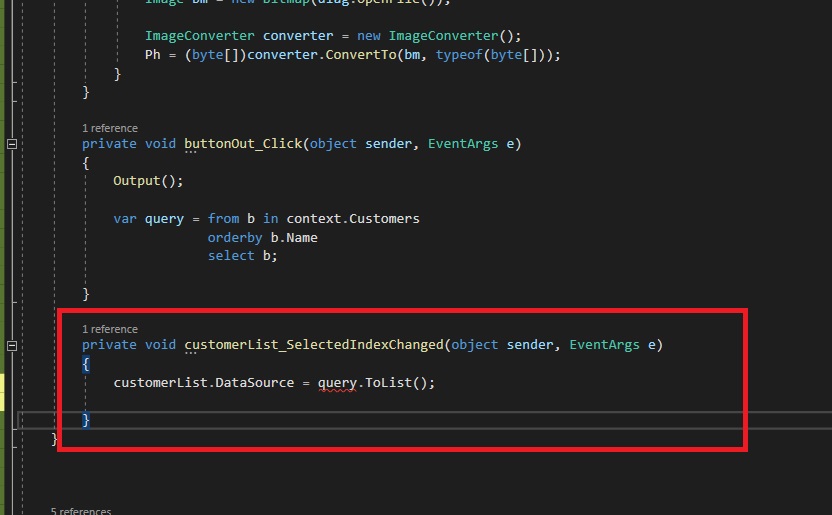 Image bm = new Bitmap(dialg.OpenFile());
ImageConverter converter = new ImageConverter();
Ph = (byte[])converter.ConvertTo(bm, typeof(byte[]));
}
}
1 reference
private void buttonOut_Click(object sender, EventArgs e)
{
Output();
var query = from b in context.Customers
orderby b.Name
select b;
}
1 reference
private void customerList_SelectedIndexChanged(object sender, EventArgs e)
{
customerList.DataSource = query.ToList();
}
}
5 references